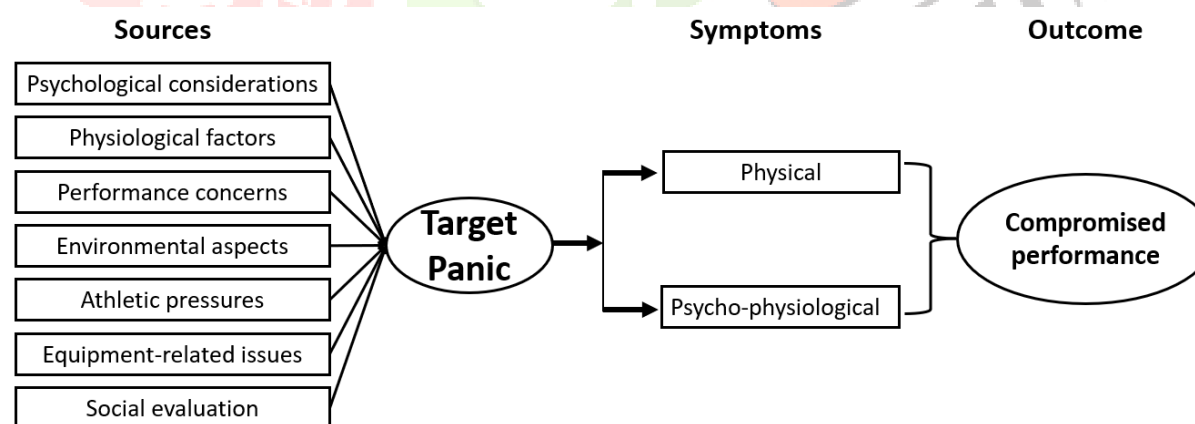 Sources
Symptoms
Outcome
Psychological considerations
Physiological factors
Performance concerns
Environmental aspects
Athletic pressures
Equipment-related issues
Social evaluation
Target
Panic
Physical
Psycho-physiological
Compromised
performance